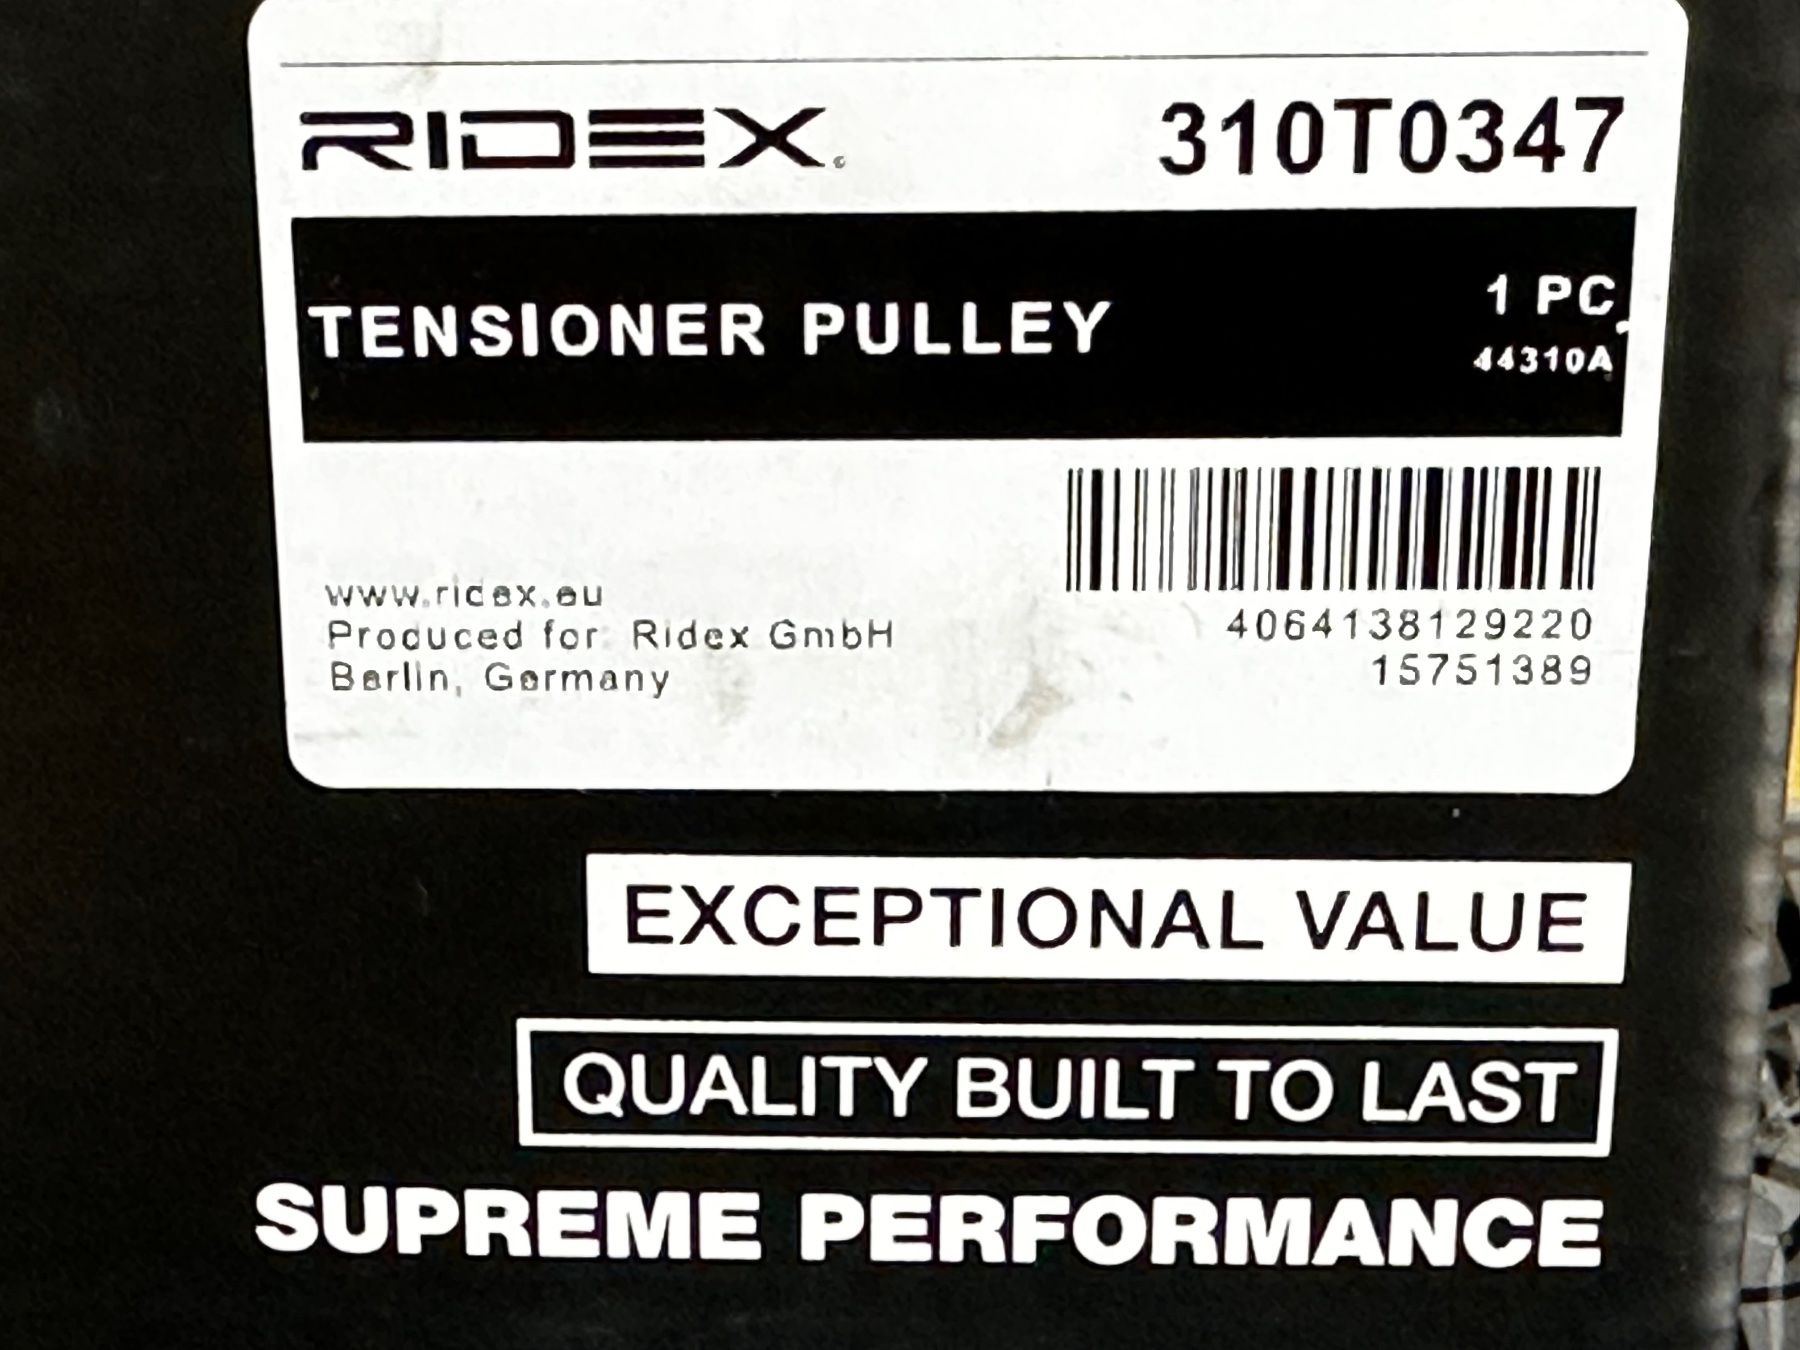 RIDEX
310T0347
TENSIONER PULLEY
1 PC.
44310A
www.ridex.eu
Produced for: Ridex GmbH
Berlin, Germany
4064138129220
15751389
EXCEPTIONAL VALUE
QUALITY BUILT TO LAST
SUPREME PERFORMANCE